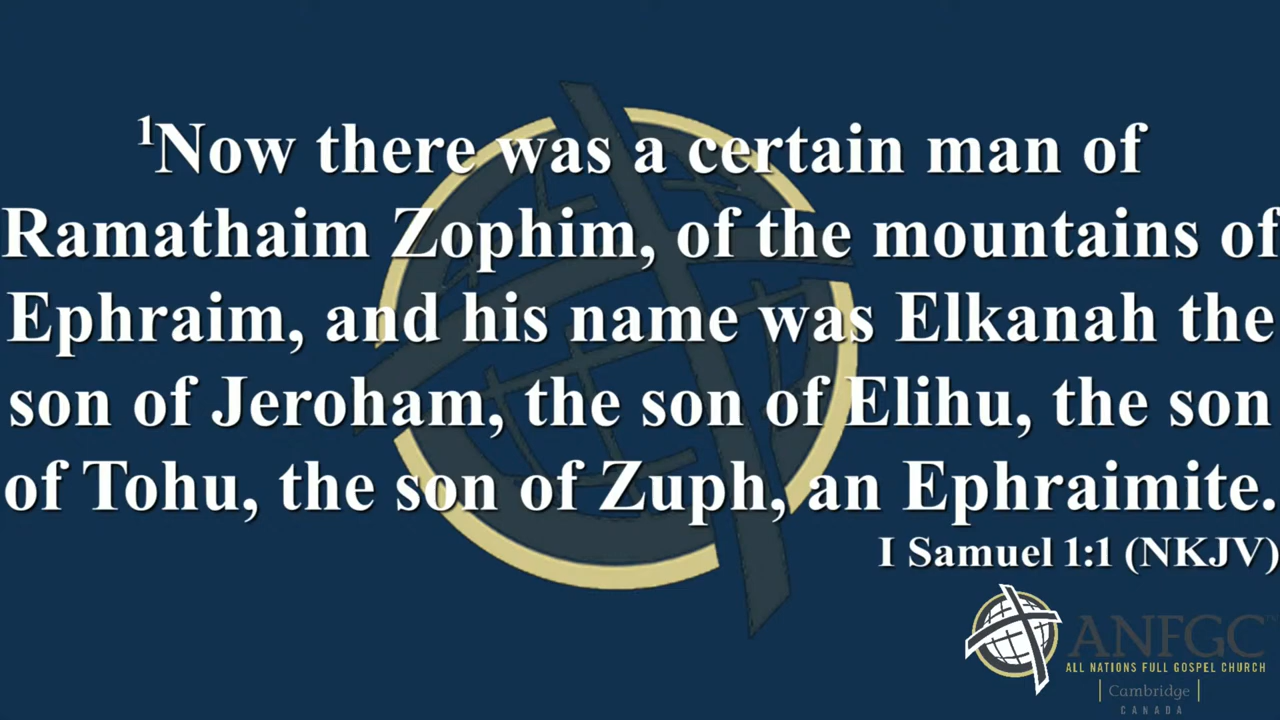 ¹Now there was a certain man of
Ramathaim Zophim, of the mountains of
Ephraim, and his name was Elkanah the
son of Jeroham, the son of Elihu, the son
of Tohu, the son of Zuph, an Ephraimite.
I Samuel 1:1 (NKJV)
ANFGC™
ALL NATIONS FULL GOSPEL CHURCH
| Cambridge |
CANADA